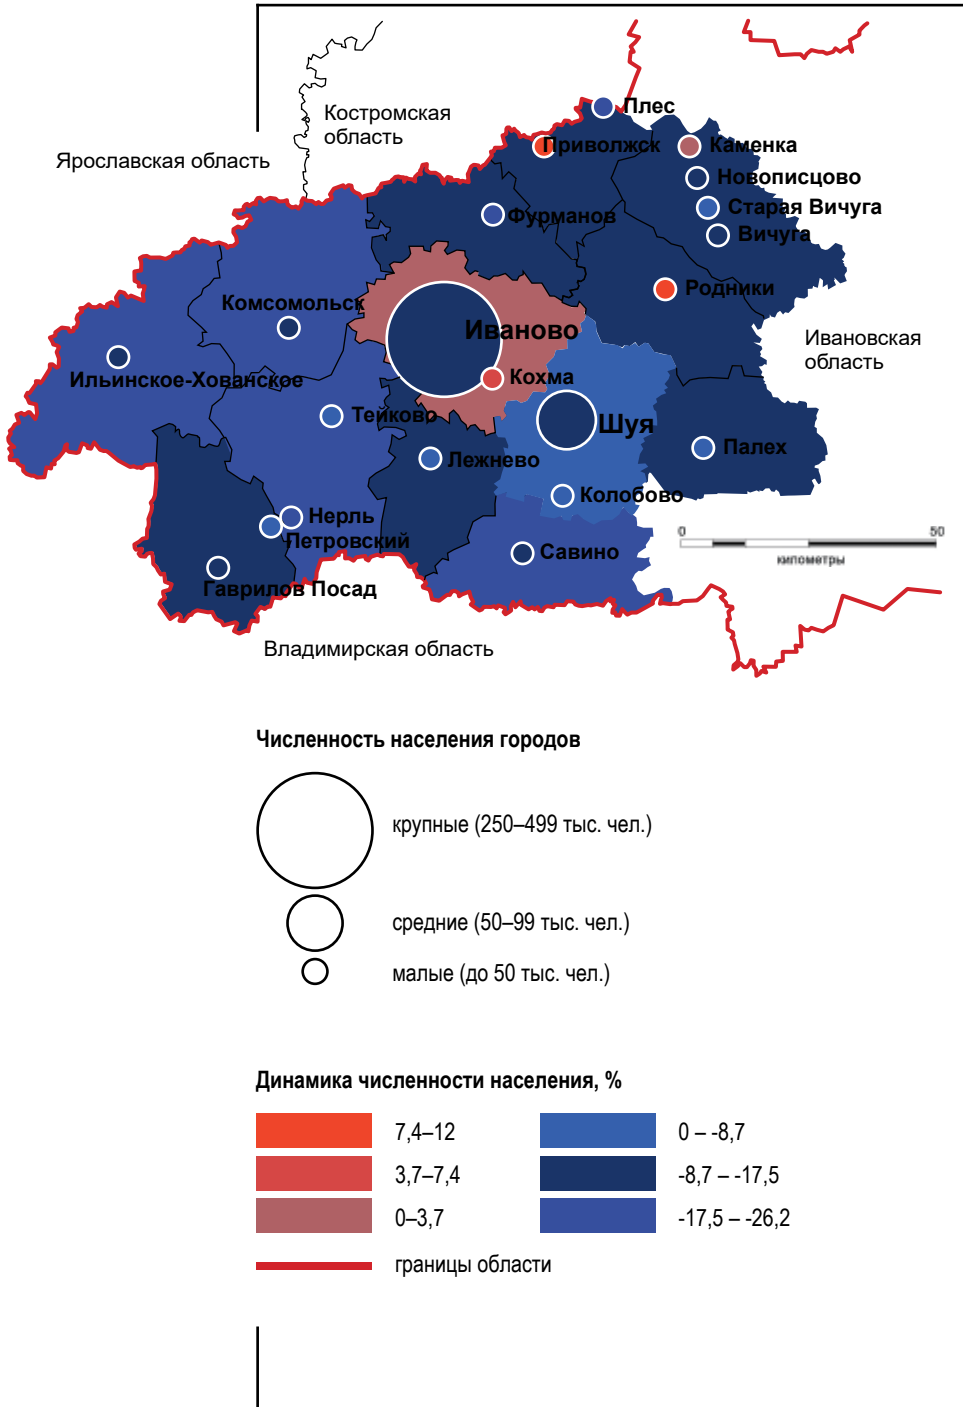 Плес
Костромская
область
Приволжск
Каменка
Ярославская область
Новописцово
Старая Вичуга
Фурманов
Вичуга
Родники
Комсомольск
Иваново
Ивановская
область
Ильинское-Хованское
Кохма
Тейково
Шуя
Лежнево
Палех
Колобово
Нерль
Петровский
Савино
0 50
километры
Гаврилов Посад
Владимирская область
Численность населения городов
крупные (250–499 тыс. чел.)
средние (50–99 тыс. чел.)
малые (до 50 тыс. чел.)
Динамика численности населения, %
7,4–12
0 – -8,7
3,7–7,4
-8,7 – -17,5
0–3,7
-17,5 – -26,2
границы области